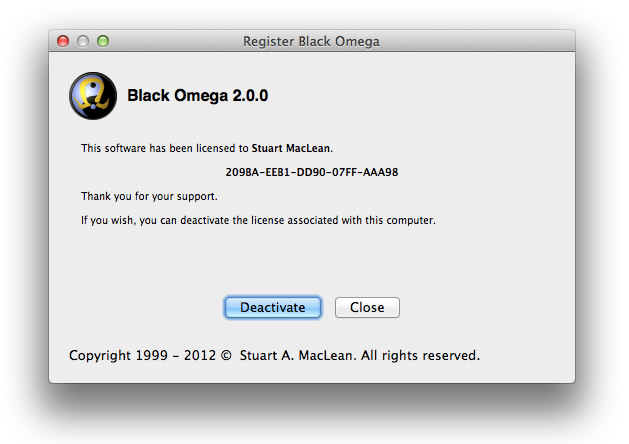 Register Black Omega
Black Omega 2.0.0
This software has been licensed to Stuart MacLean.
209BA-EEB1-DD90-07FF-AAA98
Thank you for your support.
If you wish, you can deactivate the license associated with this computer.
Deactivate Close
Copyright 1999 – 2012 © Stuart A. MacLean. All rights reserved.